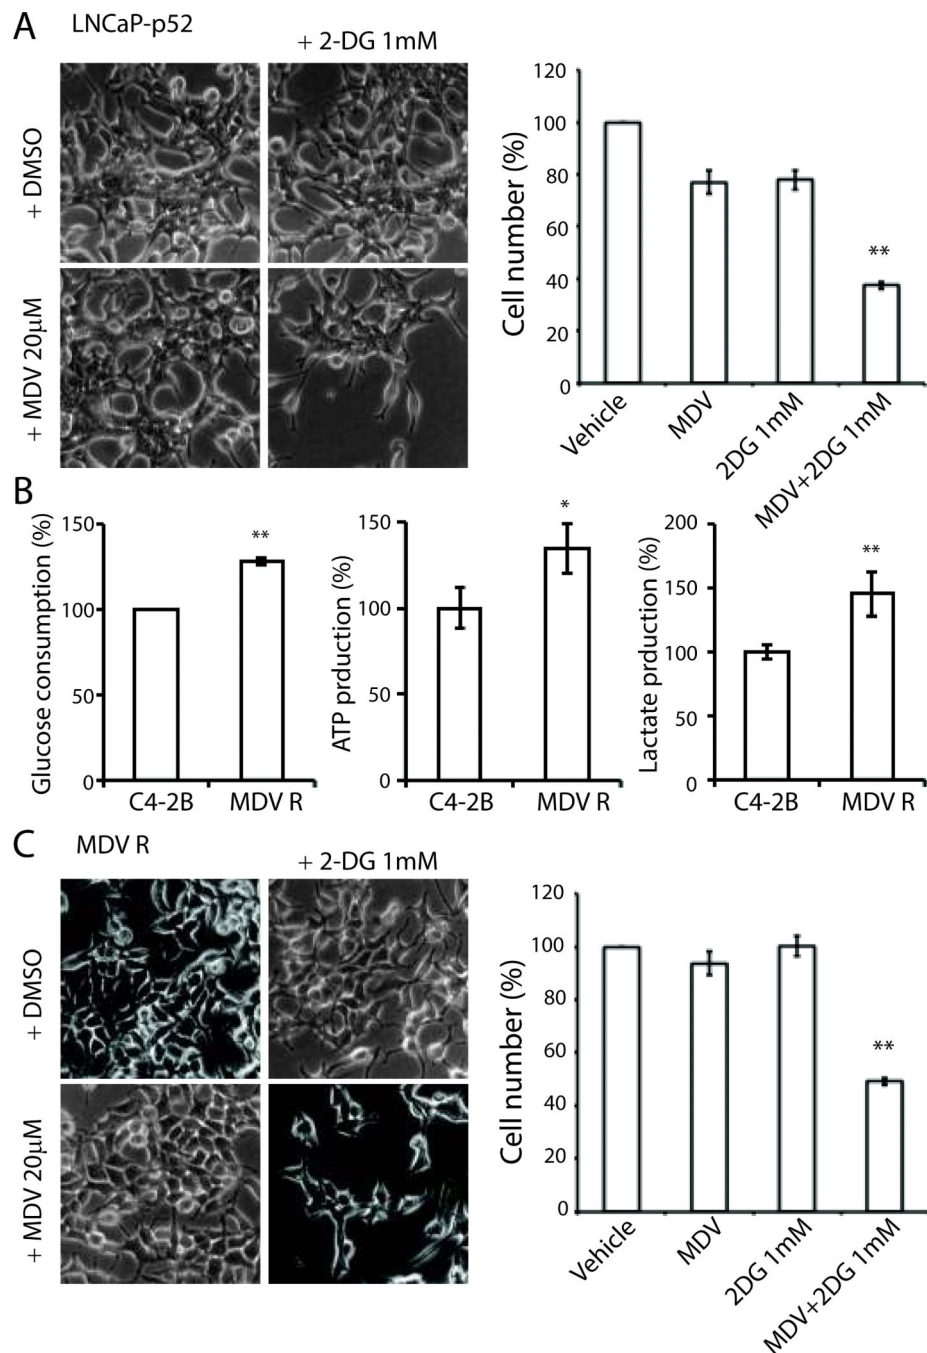 A
LNCaP-p52
+ 2-DG 1mM
+ DMSO
+ MDV 20µM
Cell number (%)
120
100
80
60
40
20
0
**
Vehicle
MDV
2DG 1mM
MDV+2DG 1mM
B
Glucose consumption (%)
150
100
50
0
**
C4-2B
MDV R
ATP prduction (%)
150
100
50
0
*
C4-2B
MDV R
Lactate prduction (%)
200
150
100
50
0
**
C4-2B
MDV R
C
MDV R
+ 2-DG 1mM
+ DMSO
+ MDV 20µM
Cell number (%)
120
100
80
60
40
20
0
**
Vehicle
MDV
2DG 1mM
MDV+2DG 1mM